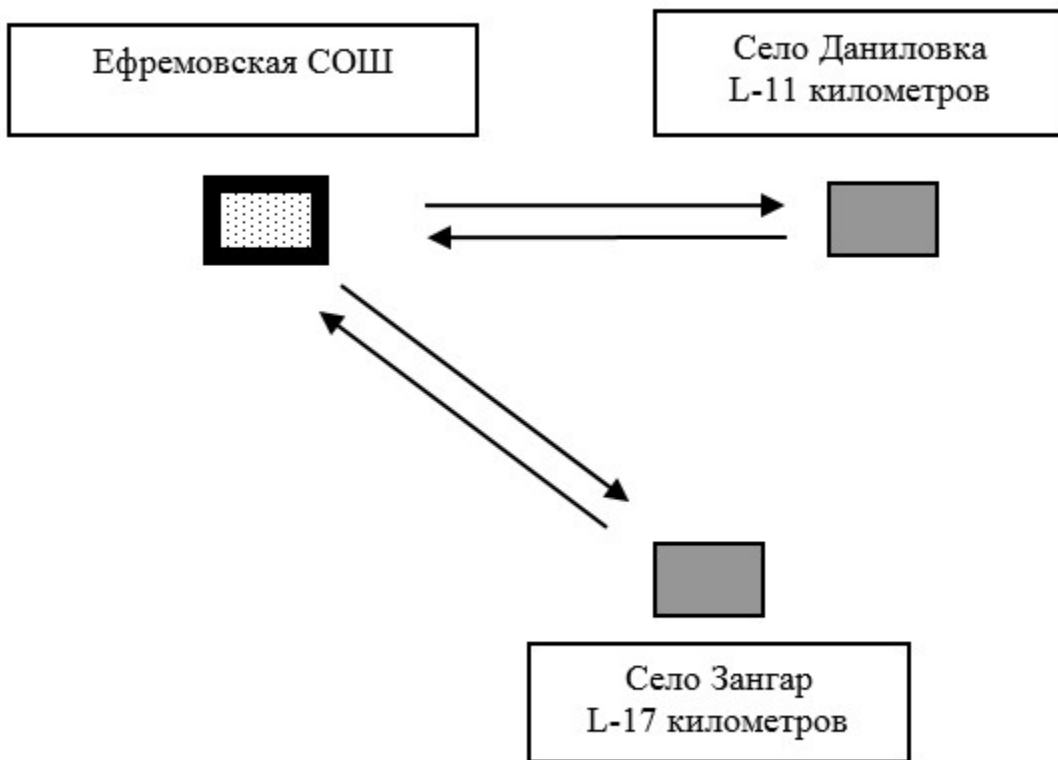 Ефремовская СОШ
Село Даниловка
L-11 километров
Село Зангар
L-17 километров